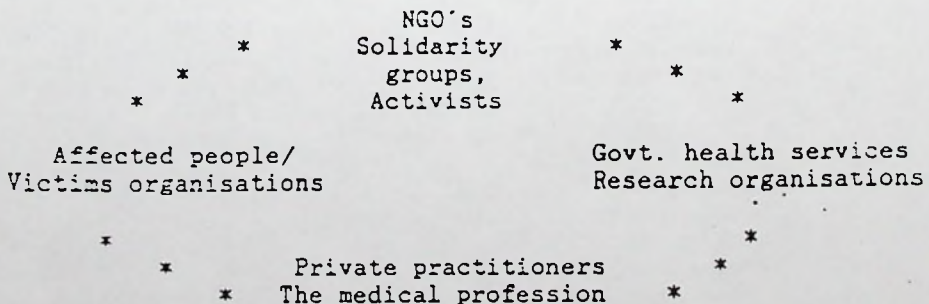 NGO's
* Solidarity *
* groups, *
* Activists *
Affected people/ Govt. health services
Victims organisations Research organisations
* *
* Private practitioners *
* The medical profession *